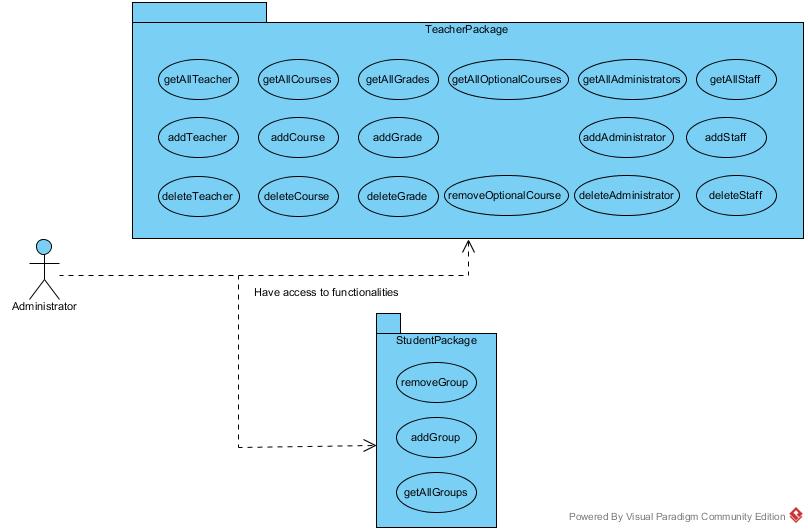 TeacherPackage
getAllTeacher getAllCourses getAllGrades getAllOptionalCourses getAllAdministrators getAllStaff
addTeacher addCourse addGrade addAdministrator addStaff
deleteTeacher deleteCourse deleteGrade removeOptionalCourse deleteAdministrator deleteStaff
Administrator
Have access to functionalities
StudentPackage
removeGroup
addGroup
getAllGroups
Powered By Visual Paradigm Community Edition